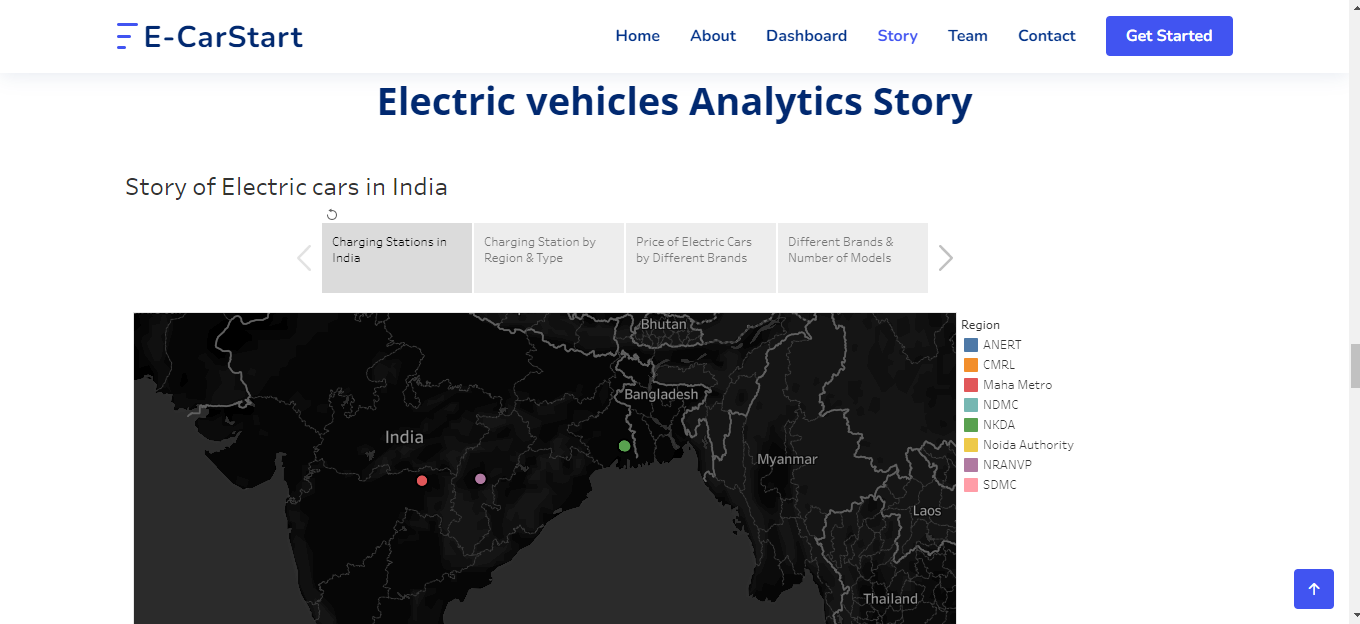 E-CarStart
Home About Dashboard Story Team Contact Get Started
Electric vehicles Analytics Story
Story of Electric cars in India
Charging Stations in
India
Charging Station by
Region & Type
Price of Electric Cars
by Different Brands
Different Brands &
Number of Models
Bhutan
Bangladesh
India
Myanmar
Laos
Thailand
Region
ANERT
CMRL
Maha Metro
NDMC
NKDA
Noida Authority
NRANVP
SDMC